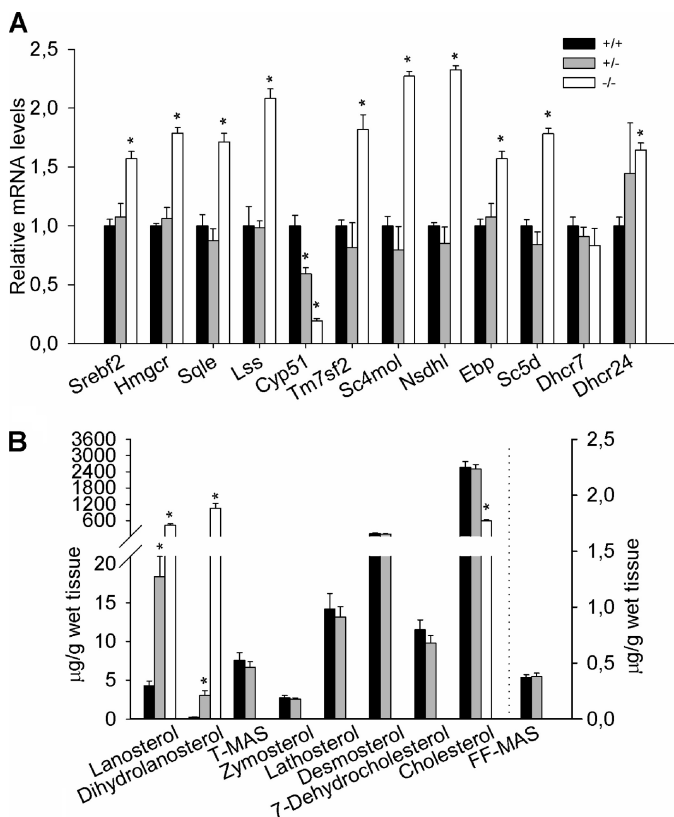 A
Relative mRNA levels
2,5
2,0
1,5
1,0
0,5
0,0
+/+
+/-
-/-
* * * * * * * * * * * *
Srebf2 Hmgcr Sqle Lss Cyp51 Tm7sf2 Sc4mol Nsdhl Ebp Sc5d Dhcr7 Dhcr24
B
µg/g wet tissue
3600
3000
2400
1800
1200
600
20
15
10
5
0
* * * * *
2,5
2,0
1,5
1,0
0,5
0,0
µg/g wet tissue
Lanosterol Dihydrolanosterol T-MAS Zymosterol Lathosterol Desmosterol 7-Dehydrocholesterol Cholesterol FF-MAS